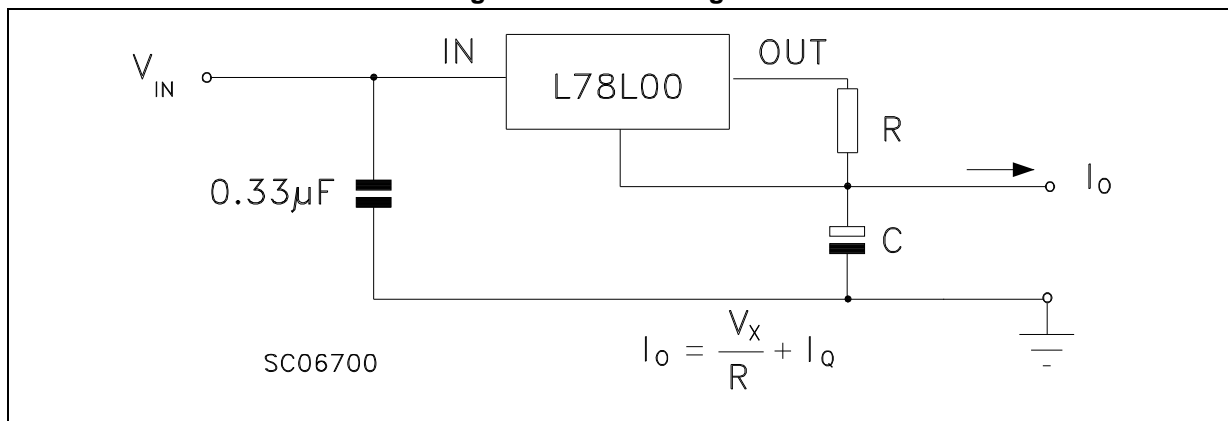 V_IN
IN
L78L00
OUT
R
0.33µF
I_O
C
I_O = V_X / R + I_Q
SC06700